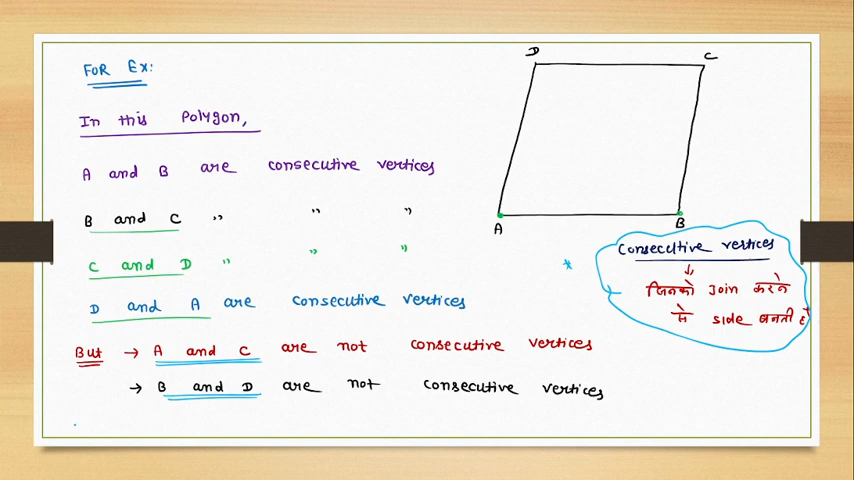 FOR Ex:
In this Polygon,
A and B are consecutive vertices
B and C " " "
C and D " " "
D and A are consecutive vertices
But → A and C are not consecutive vertices
→ B and D are not consecutive vertices
D C
A B
* Consecutive vertices
↓
जिनको Join करने
से side बनती है